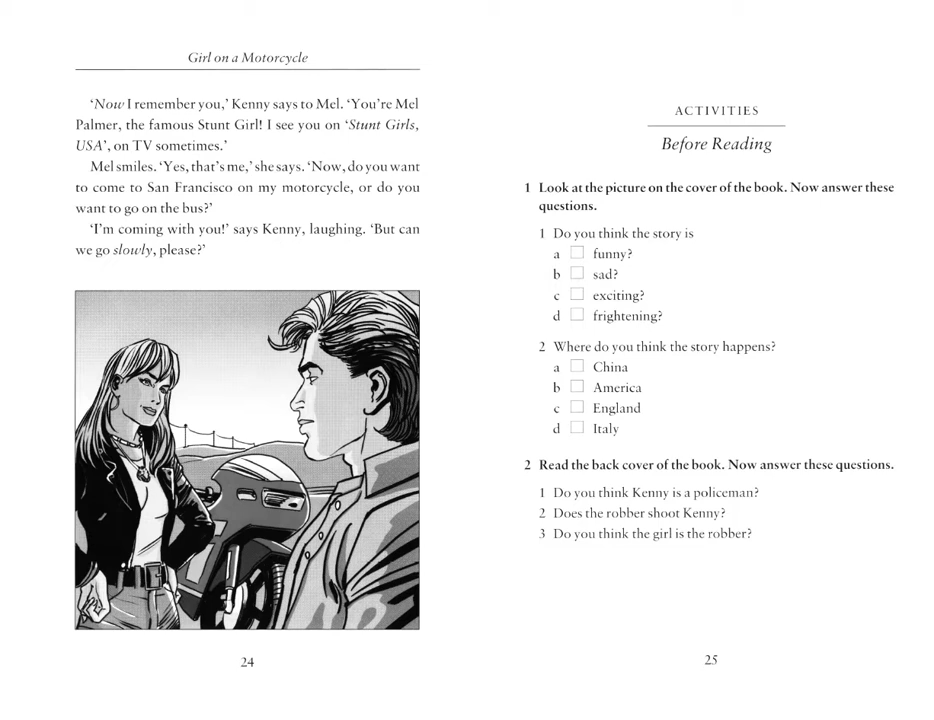 Girl on a Motorcycle
‘Now I remember you,’ Kenny says to Mel. ‘You’re Mel
Palmer, the famous Stunt Girl! I see you on ‘Stunt Girls,
USA’, on TV sometimes.’
Mel smiles. ‘Yes, that’s me,’ she says. ‘Now, do you want
to come to San Francisco on my motorcycle, or do you
want to go on the bus?’
‘I’m coming with you!’ says Kenny, laughing. ‘But can
we go slowly, please?’
24
ACTIVITIES
Before Reading
1 Look at the picture on the cover of the book. Now answer these
questions.
1 Do you think the story is
a funny?
b sad?
c exciting?
d frightening?
2 Where do you think the story happens?
a China
b America
c England
d Italy
2 Read the back cover of the book. Now answer these questions.
1 Do you think Kenny is a policeman?
2 Does the robber shoot Kenny?
3 Do you think the girl is the robber?
25